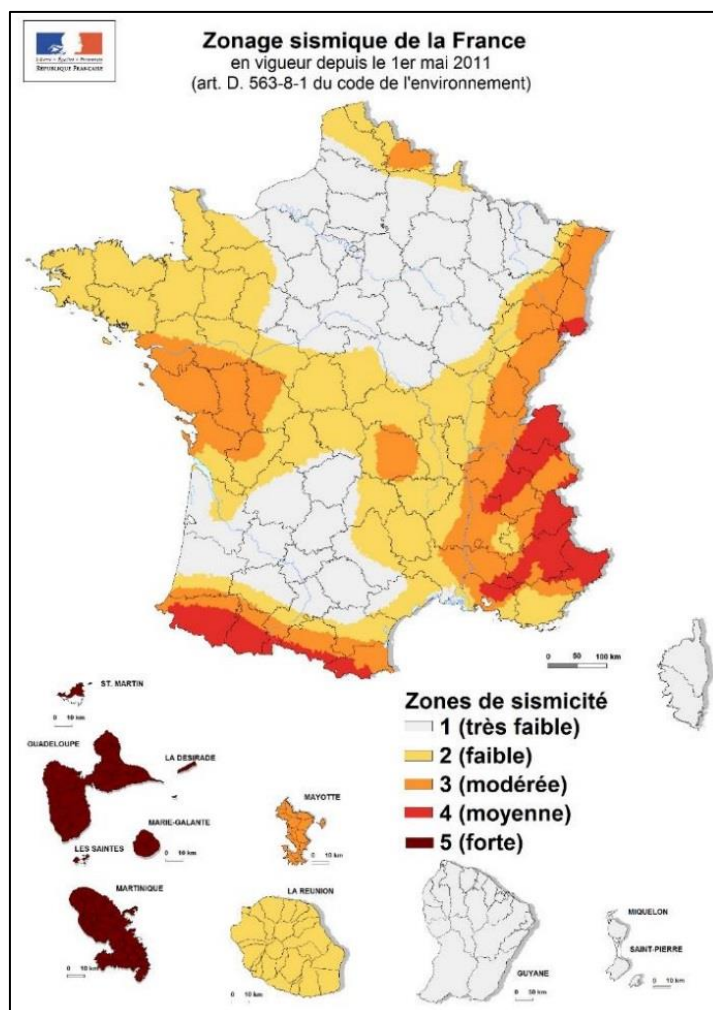 Liberté • Égalité • Fraternité
RÉPUBLIQUE FRANÇAISE
Zonage sismique de la France
en vigueur depuis le 1er mai 2011
(art. D. 563-8-1 du code de l'environnement)
0 50 100 km
ST. MARTIN
0 10 km
GUADELOUPE
LA DESIRADE
MARIE-GALANTE
LES SAINTES
0 10 km
MARTINIQUE
0 10 km
MAYOTTE
0 10 km
LA REUNION
0 10 km
Zones de sismicité
1 (très faible)
2 (faible)
3 (modérée)
4 (moyenne)
5 (forte)
GUYANE
0 50 km
MIQUELON
SAINT-PIERRE
0 10 km